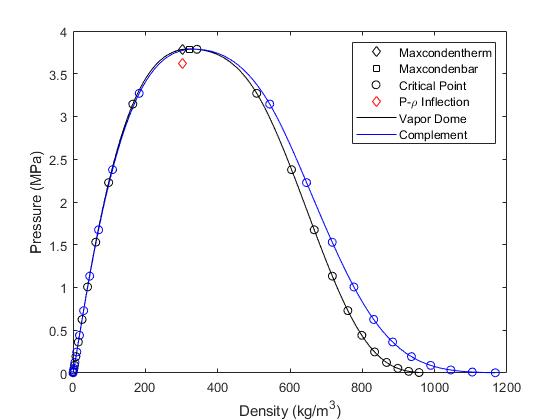 4
3.5
3
2.5
2
1.5
1
0.5
0
Pressure (MPa)
0 200 400 600 800 1000 1200
Density (kg/m³)
Maxcondentherm
Maxcondenbar
Critical Point
P-ρ Inflection
Vapor Dome
Complement